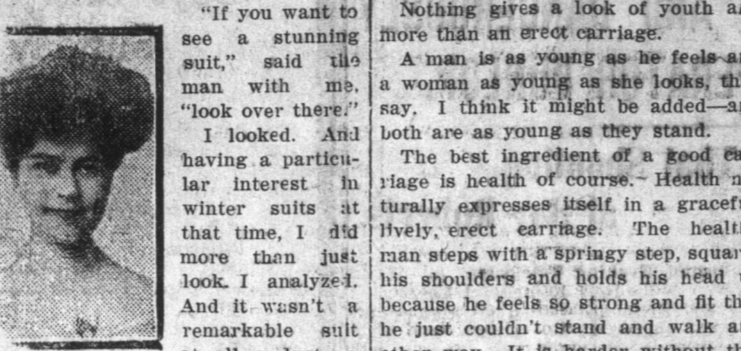 "If you want to
see a stunning
suit," said the
man with me,
"look over there."
I looked. And
having a particu-
lar interest in
winter suits at
that time, I did
more than just
look. I analyzed.
And it wasn't a
remarkable suit
Nothing gives a look of youth a
more than an erect carriage.
A man is as young as he feels a
a woman as young as she looks, th
say. I think it might be added—a
both are as young as they stand.
The best ingredient of a good ca
riage is health of course. Health n
turally expresses itself in a gracef
lively, erect carriage. The healt
man steps with a springy step, squar
his shoulders and holds his head
because he feels so strong and fit th
he just couldn't stand and walk a